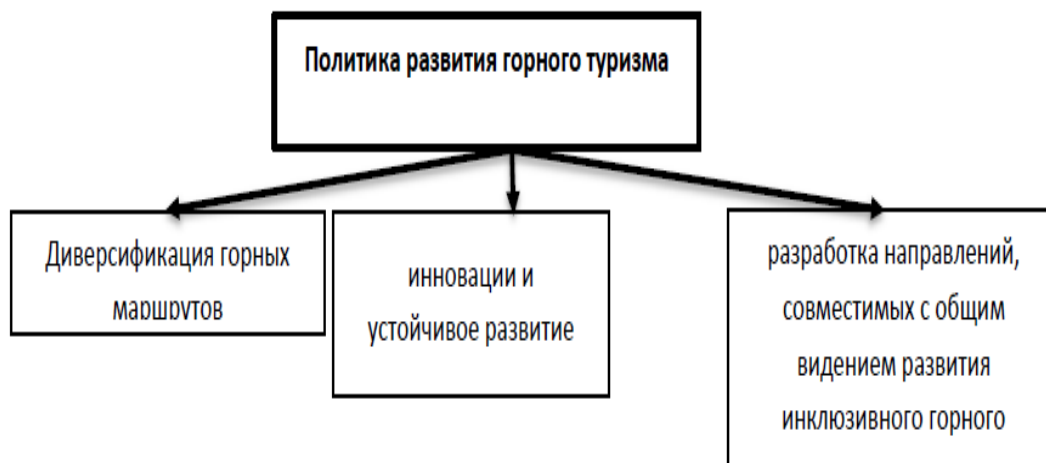 Политика развития горного туризма
Диверсификация горных
маршрутов
инновации и
устойчивое развитие
разработка направлений,
совместимых с общим
видением развития
инклюзивного горного